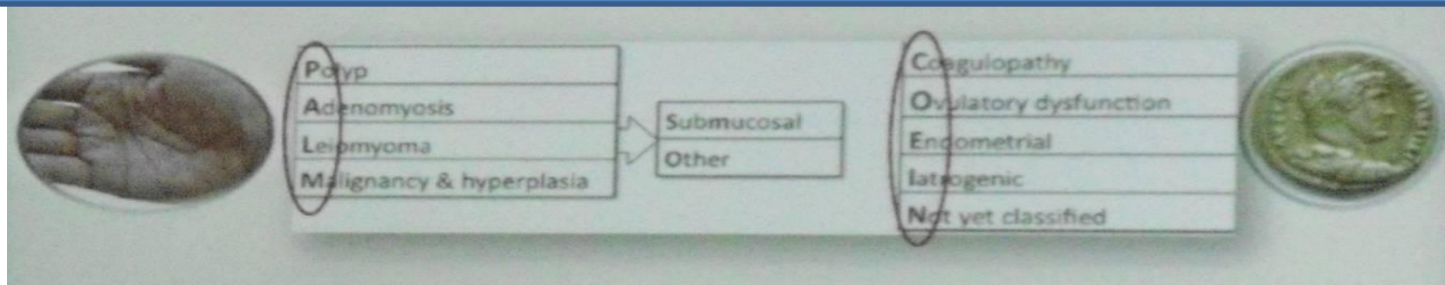 Polyp
Adenomyosis
Leiomyoma
Malignancy & hyperplasia
Submucosal
Other
Coagulopathy
Ovulatory dysfunction
Endometrial
Iatrogenic
Not yet classified